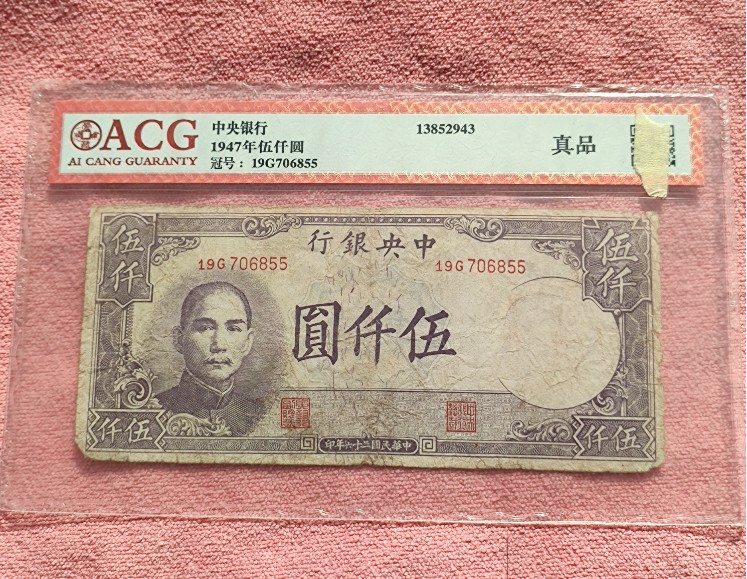 ACG
AI CANG GUARANTY
中央银行
1947年伍仟圆
冠号：19G706855
13852943
真品
伍仟
行銀央中
伍仟
19G706855
19G706855
圓仟伍
仟伍
印年六十三國民華中
仟伍